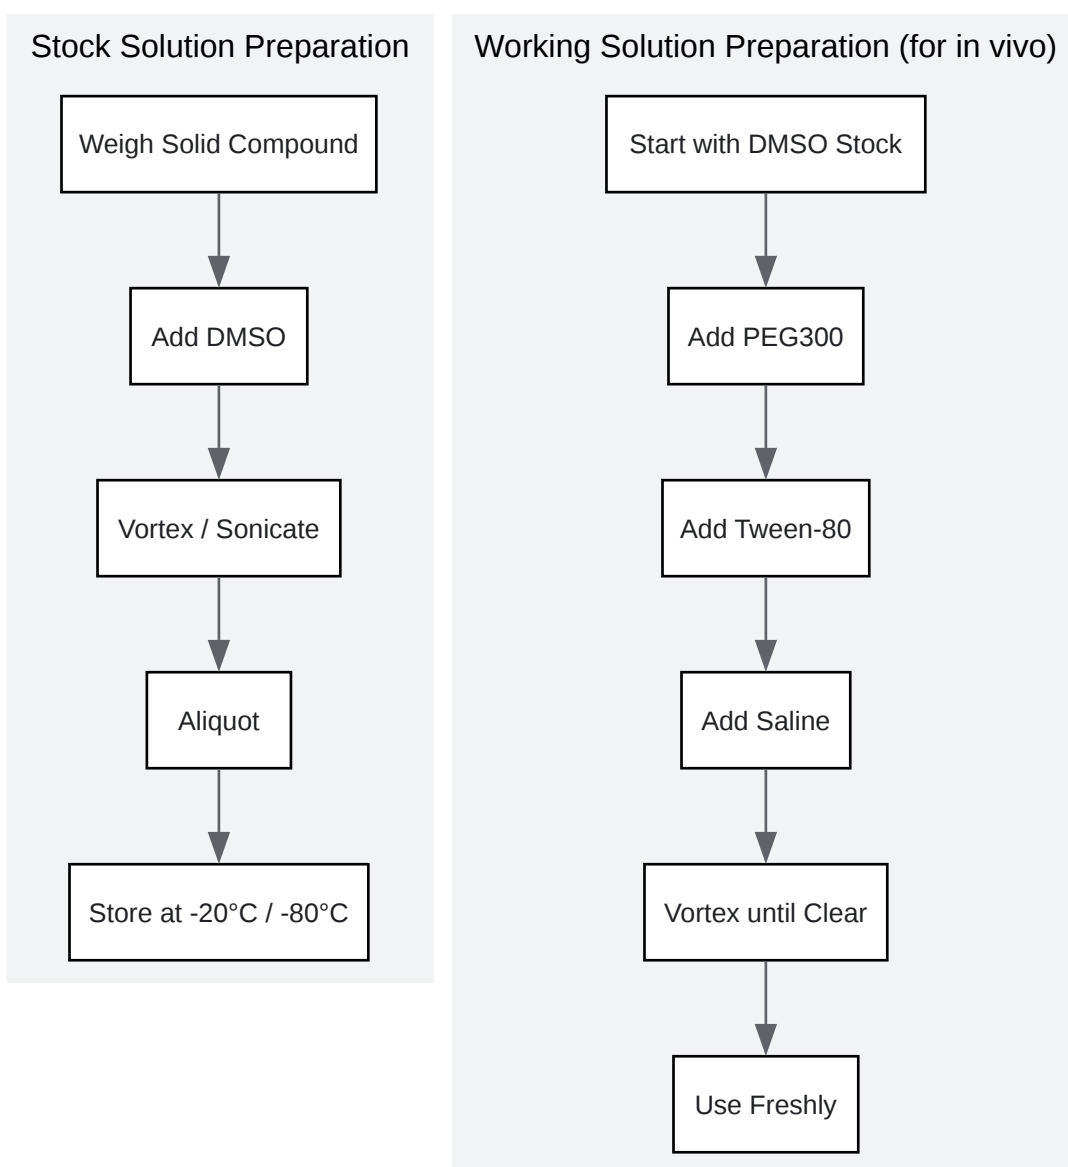 Stock Solution Preparation
Weigh Solid Compound
Add DMSO
Vortex / Sonicate
Aliquot
Store at -20°C / -80°C
Working Solution Preparation (for in vivo)
Start with DMSO Stock
Add PEG300
Add Tween-80
Add Saline
Vortex until Clear
Use Freshly